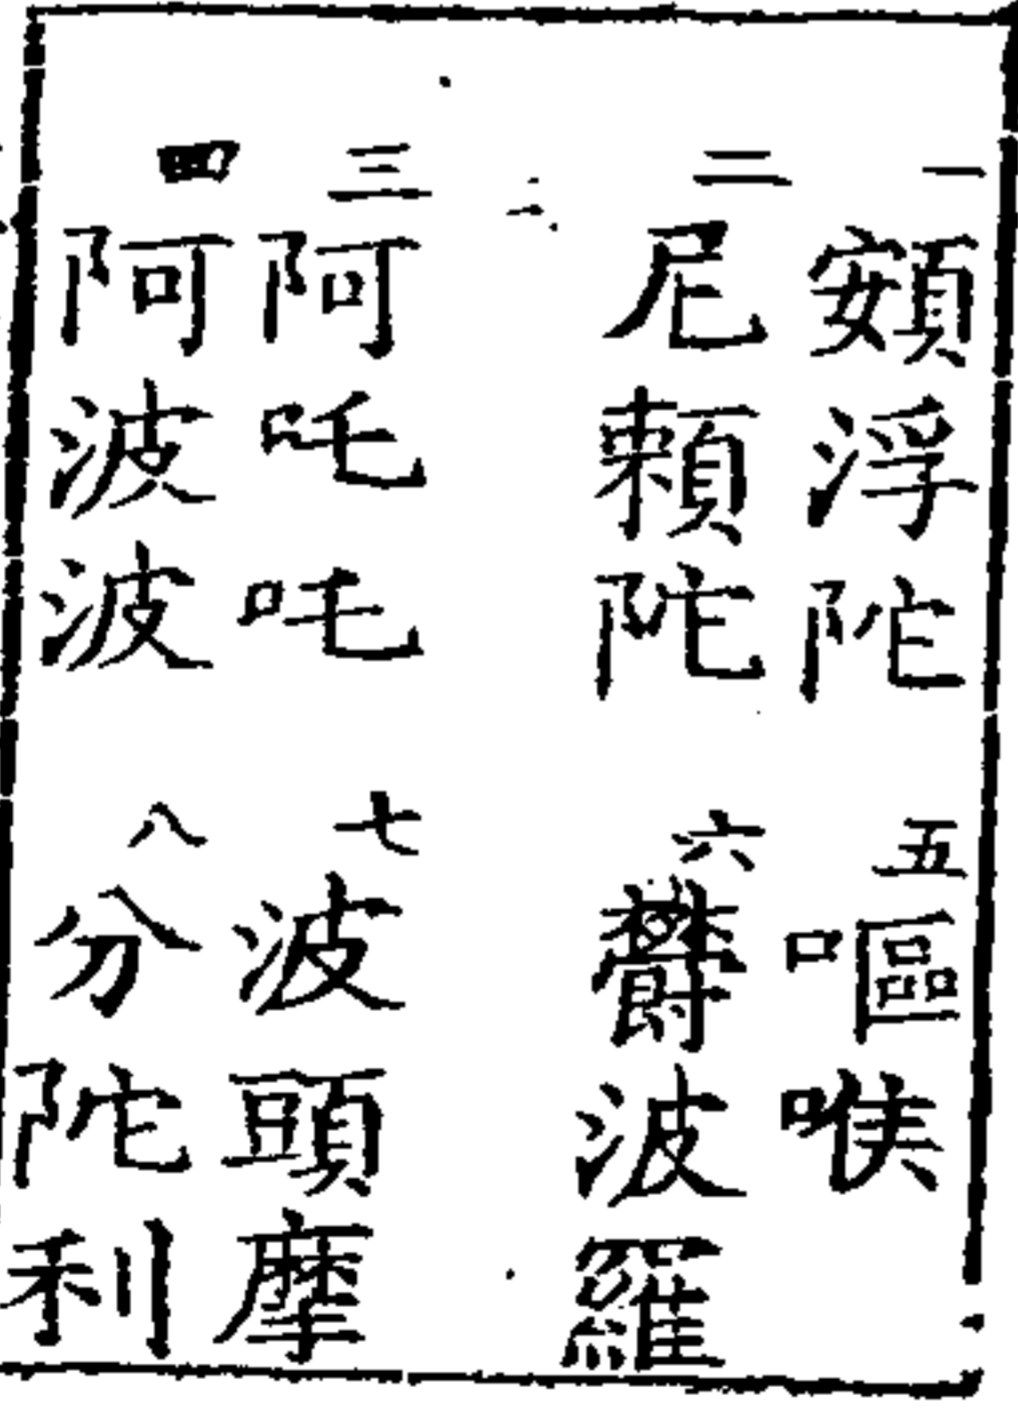 一 頞浮陀
二 尼頼陀
三 阿吒吒
四 阿波波
五 嘔喉
六 欝波羅
七 波頭摩
八 分陀利